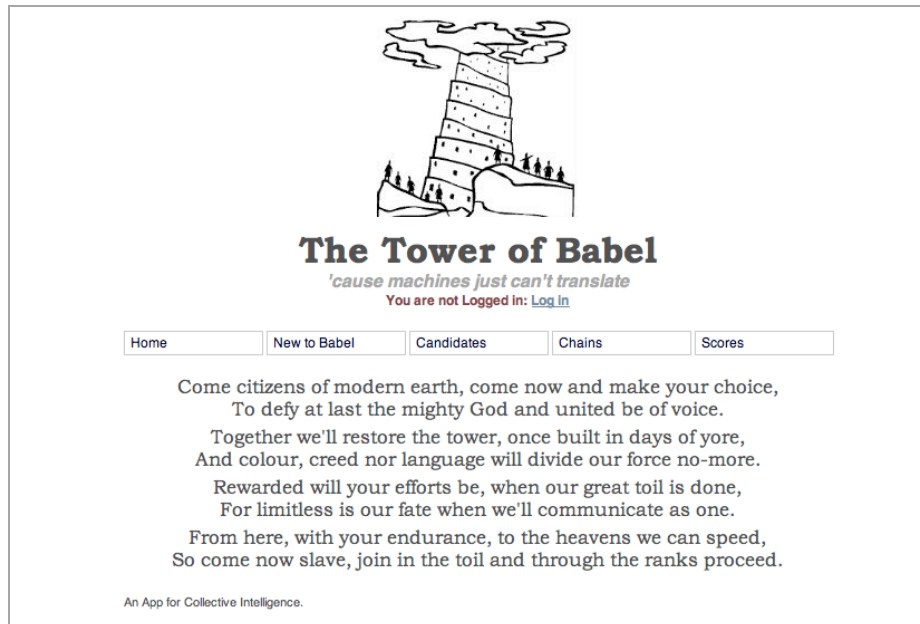 The Tower of Babel
'cause machines just can't translate
You are not Logged in: Log in
Home New to Babel Candidates Chains Scores
Come citizens of modern earth, come now and make your choice,
To defy at last the mighty God and united be of voice.
Together we'll restore the tower, once built in days of yore,
And colour, creed nor language will divide our force no-more.
Rewarded will your efforts be, when our great toil is done,
For limitless is our fate when we'll communicate as one.
From here, with your endurance, to the heavens we can speed,
So come now slave, join in the toil and through the ranks proceed.
An App for Collective Intelligence.